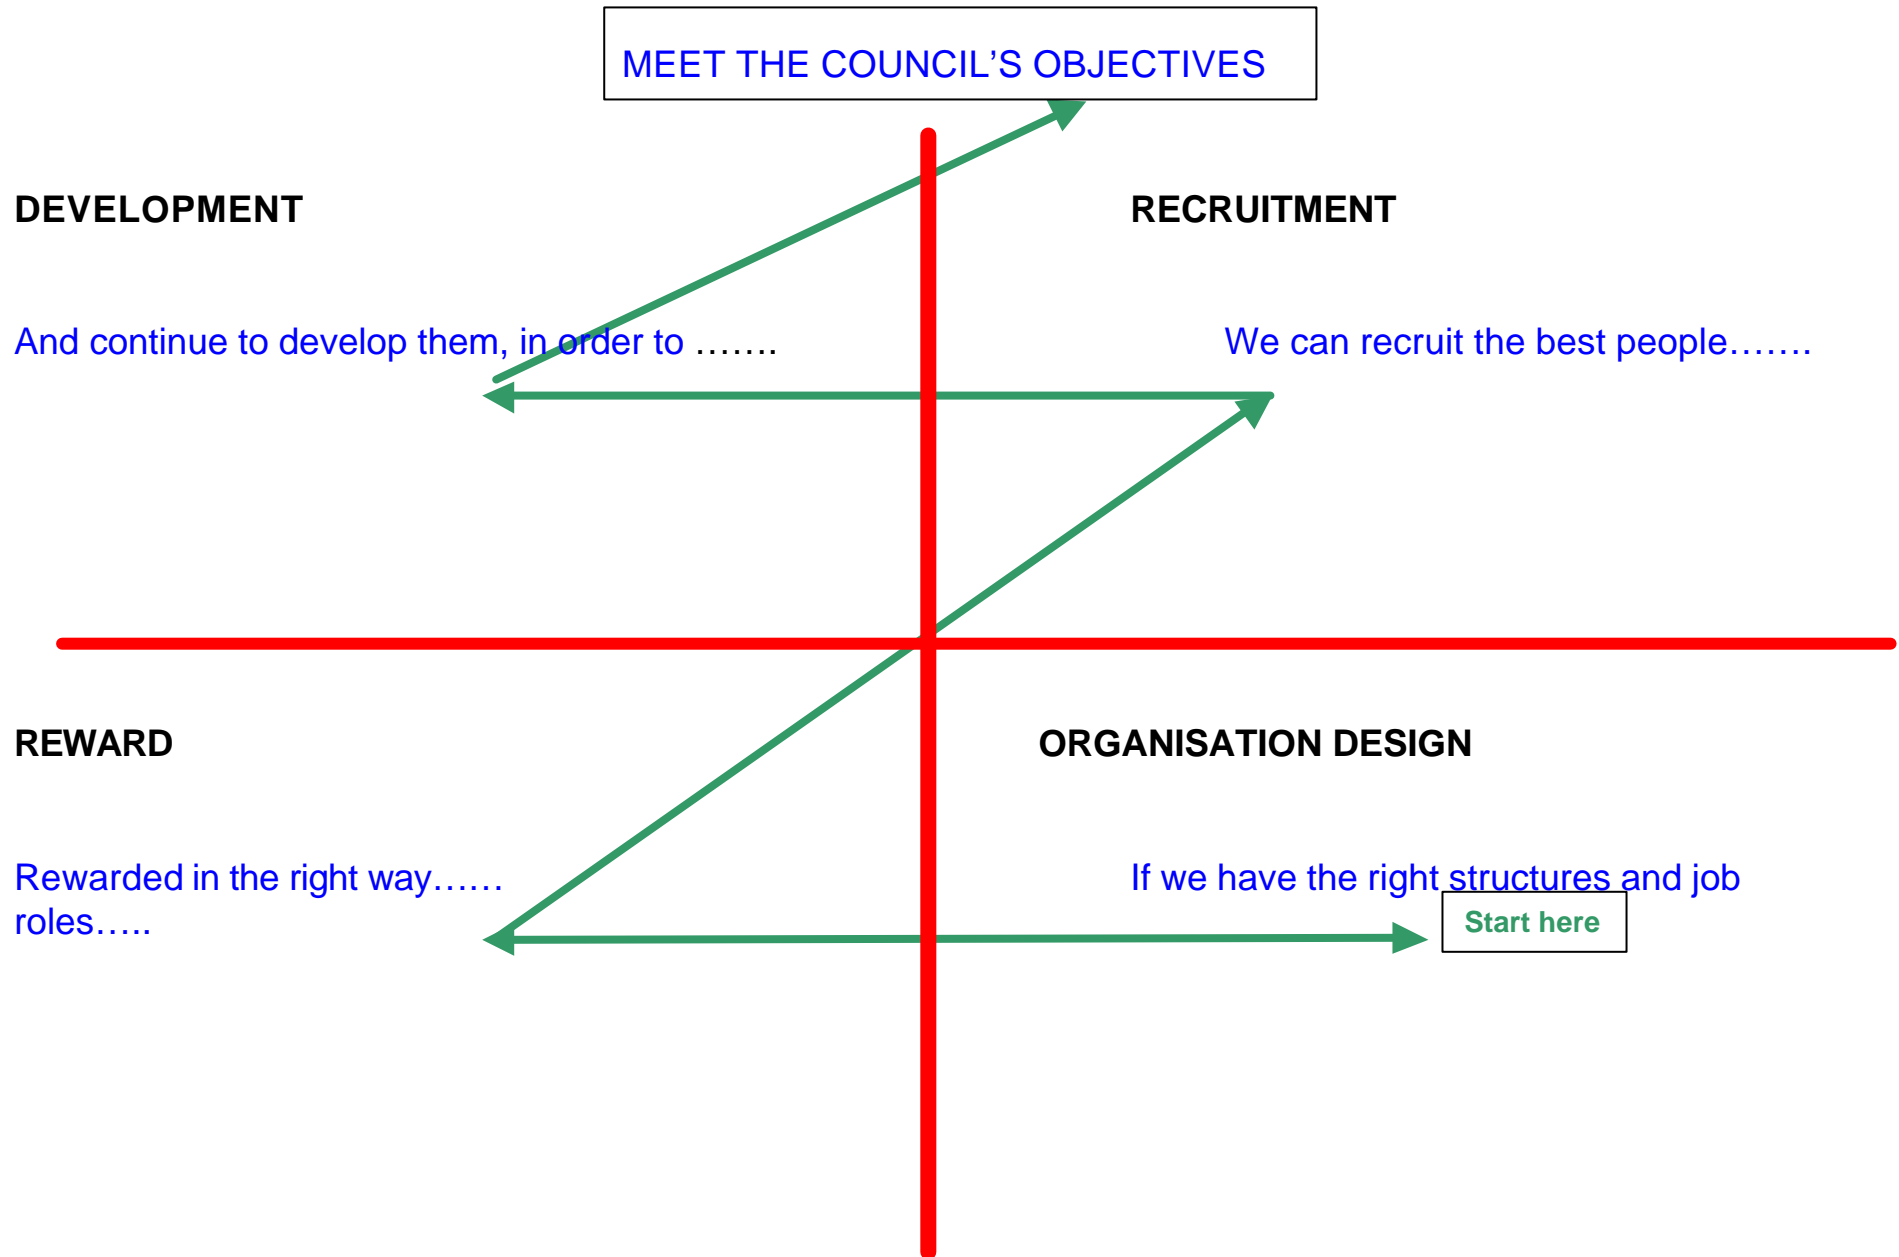 MEET THE COUNCIL’S OBJECTIVES
DEVELOPMENT RECRUITMENT
And continue to develop them, in order to ……. We can recruit the best people…….
REWARD ORGANISATION DESIGN
Rewarded in the right way…… If we have the right structures and job
roles…..
Start here